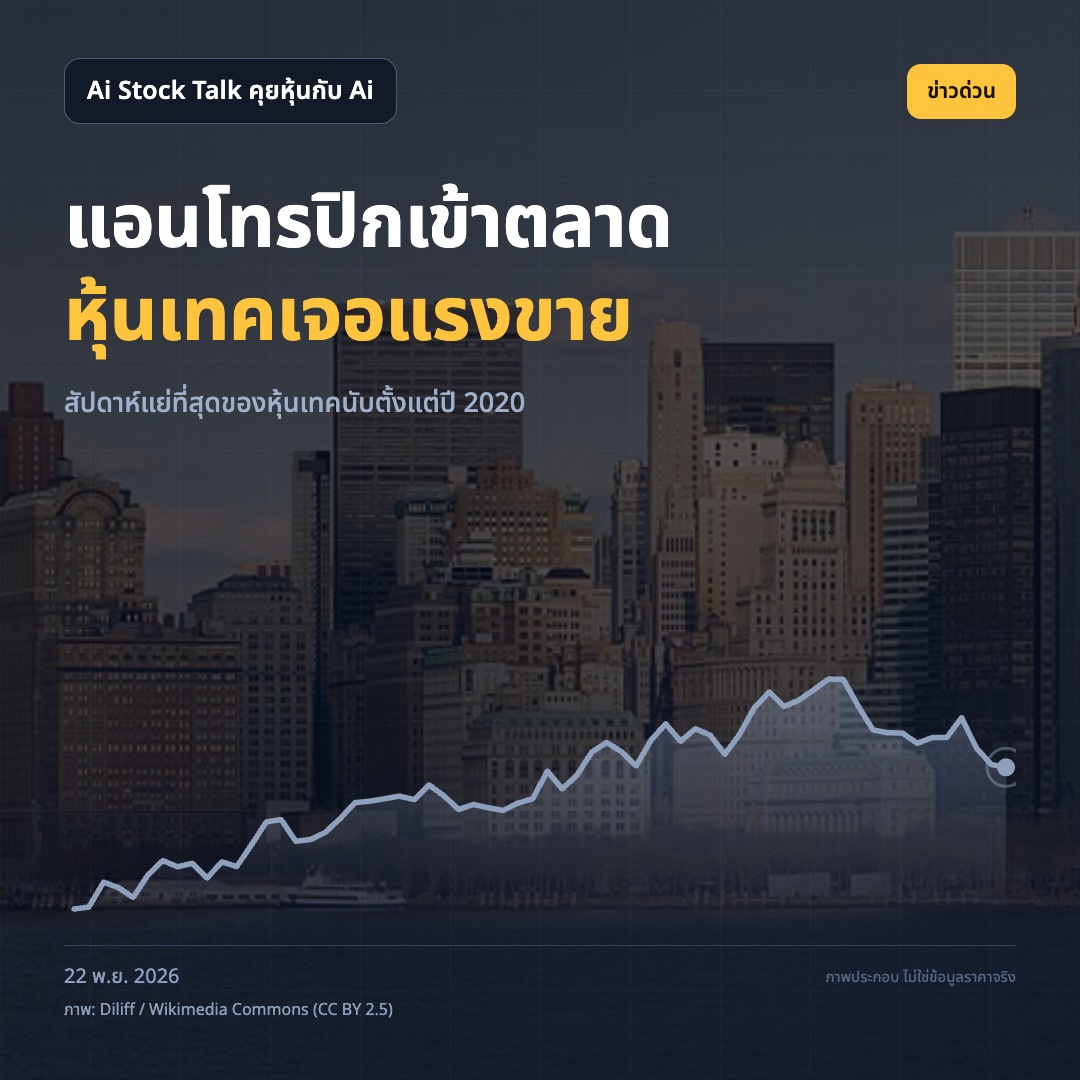 Ai Stock Talk คุยหุ้นกับ Ai
ข่าวด่วน
แอนโทรปิกเข้าตลาด
หุ้นเทคเจอแรงขาย
สัปดาห์แย่ที่สุดของหุ้นเทคนับตั้งแต่ปี 2020
22 พ.ย. 2026
ภาพประกอบ ไม่ใช่ข้อมูลราคาจริง
ภาพ: Diliff / Wikimedia Commons (CC BY 2.5)